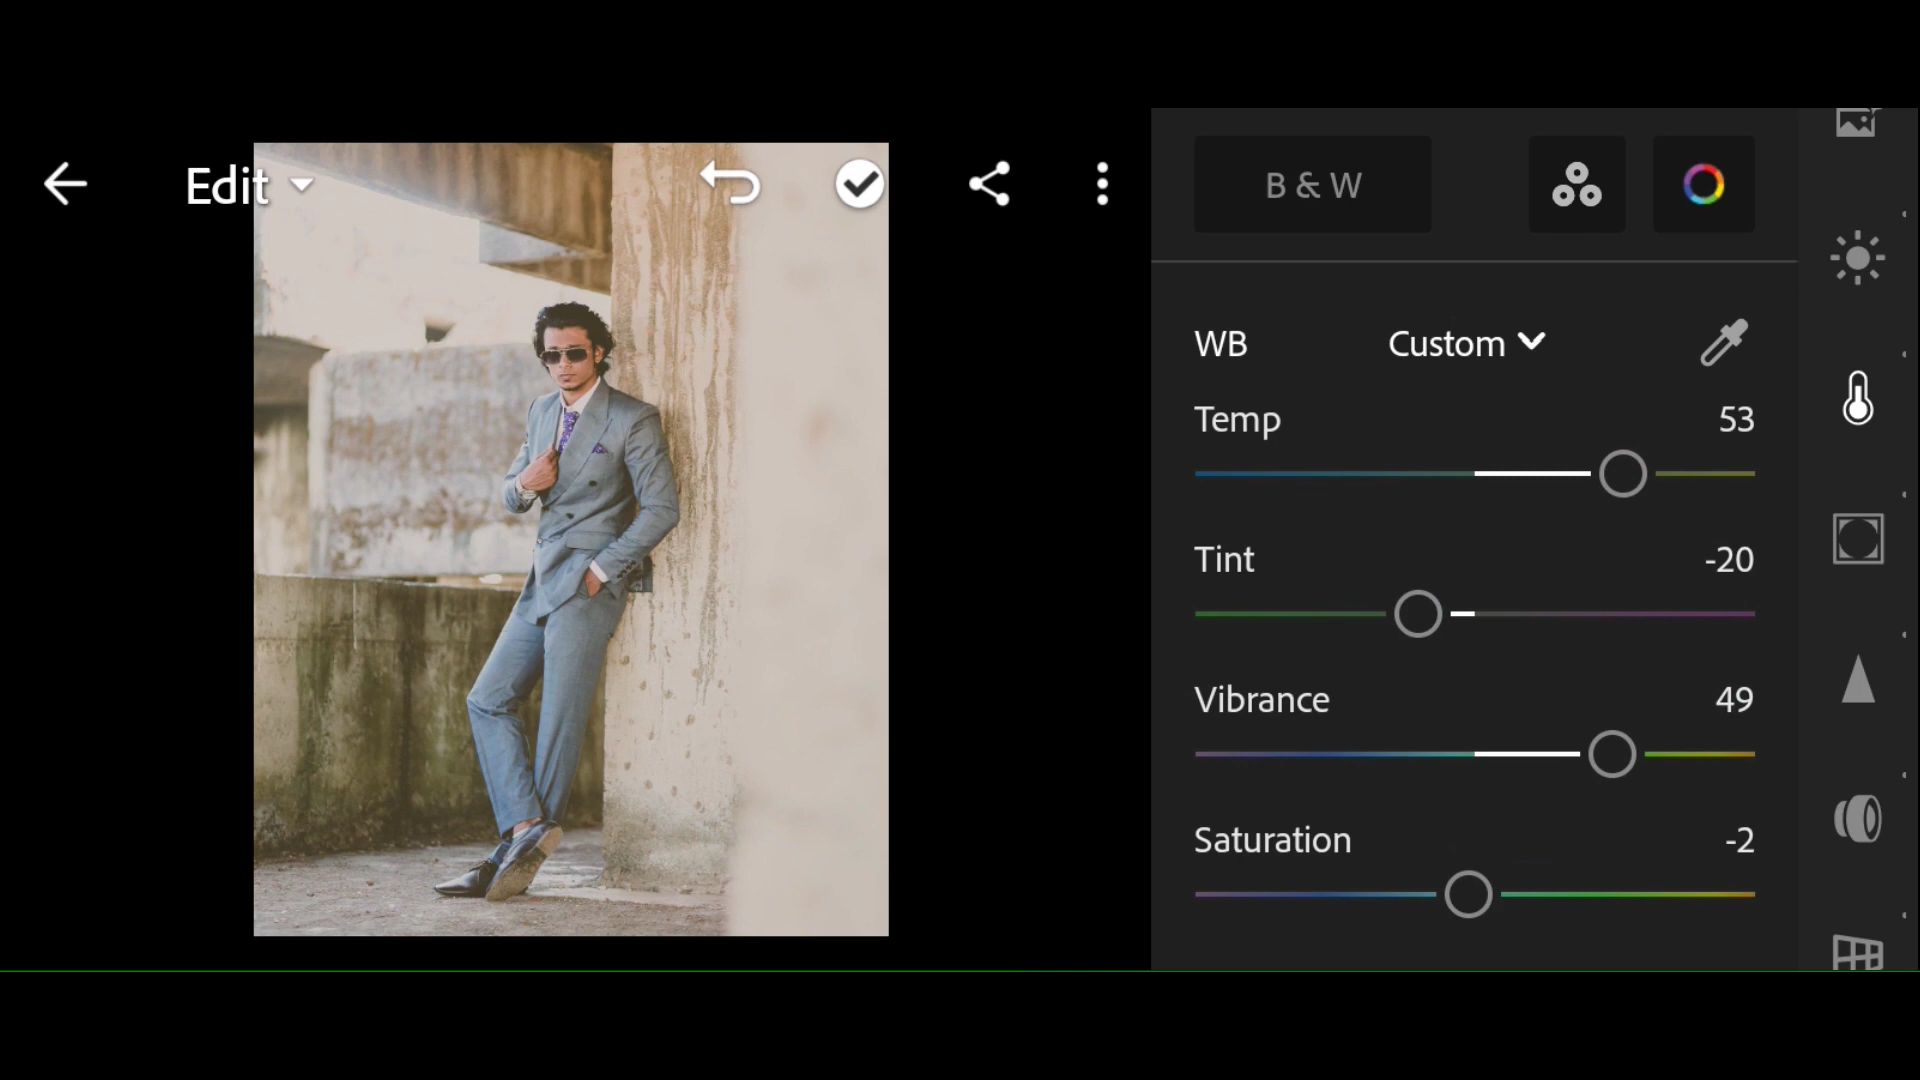 Edit
B & W
WB Custom
Temp 53
Tint -20
Vibrance 49
Saturation -2